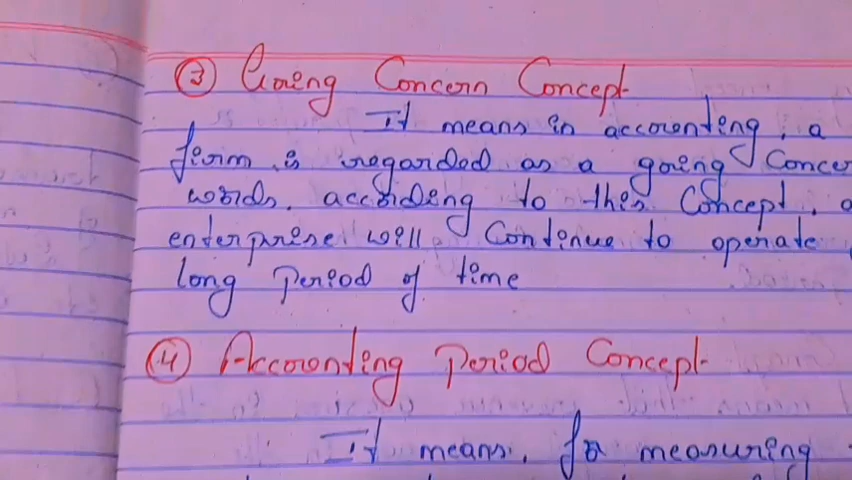 ③ Going Concern Concept
It means in accounting, a
firm is regarded as a going Concer
words, according to this Concept, a
enterprise will Continue to operate
long Period of time
④ Accounting Period Concept
It means, for measuring